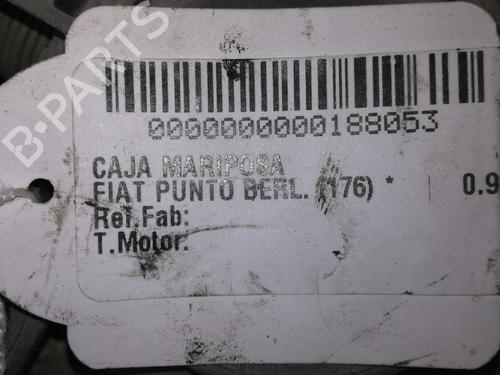 B-PARTS
0000000000188053
CAJA MARIPOSA
FIAT PUNTO BERL. (176) * 0.9
Ref.Fab:
T.Motor: